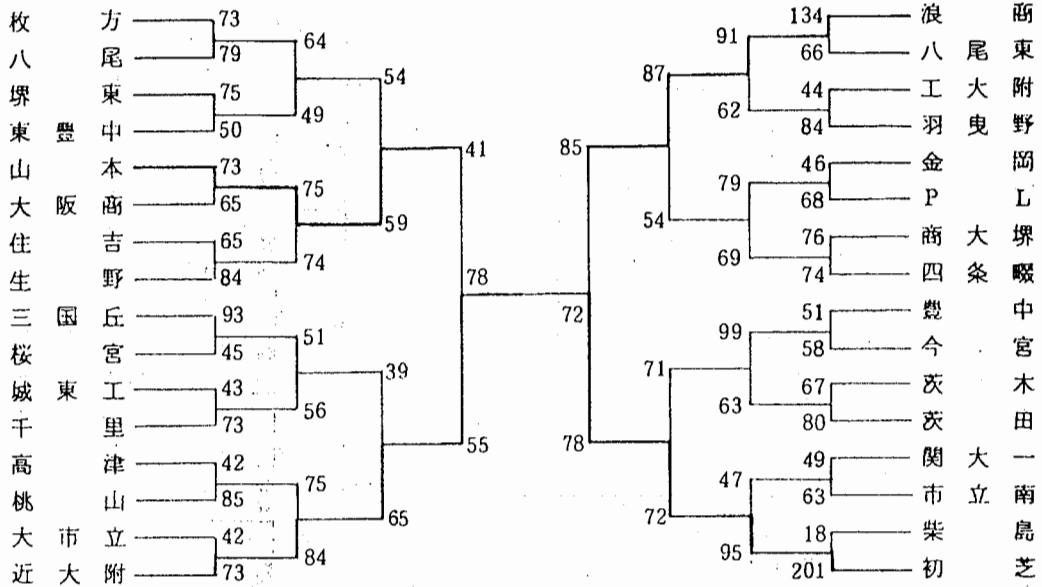 枚方 73
64
八尾 79
54
堺東 75
49
東豊中 50
41
山本 73
75
大阪商 65
59
住吉 65
74
生野 84
78
三国丘 93
51
桜宮 45
39
城東工 43
56
千里 73
55
高津 42
75
桃山 85
65
大市立 42
84
近大附 73
134 浪商
91
66 八尾東
87
44 工大附
62
84 羽曳野
85
46 金岡
79
68 PL
54
76 商大堺
69
74 四条畷
72
51 豊中
99
58 今宮
71
67 茨木
63
80 茨田
78
49 関大一
47
63 市立南
72
18 柴島
95
201 初芝